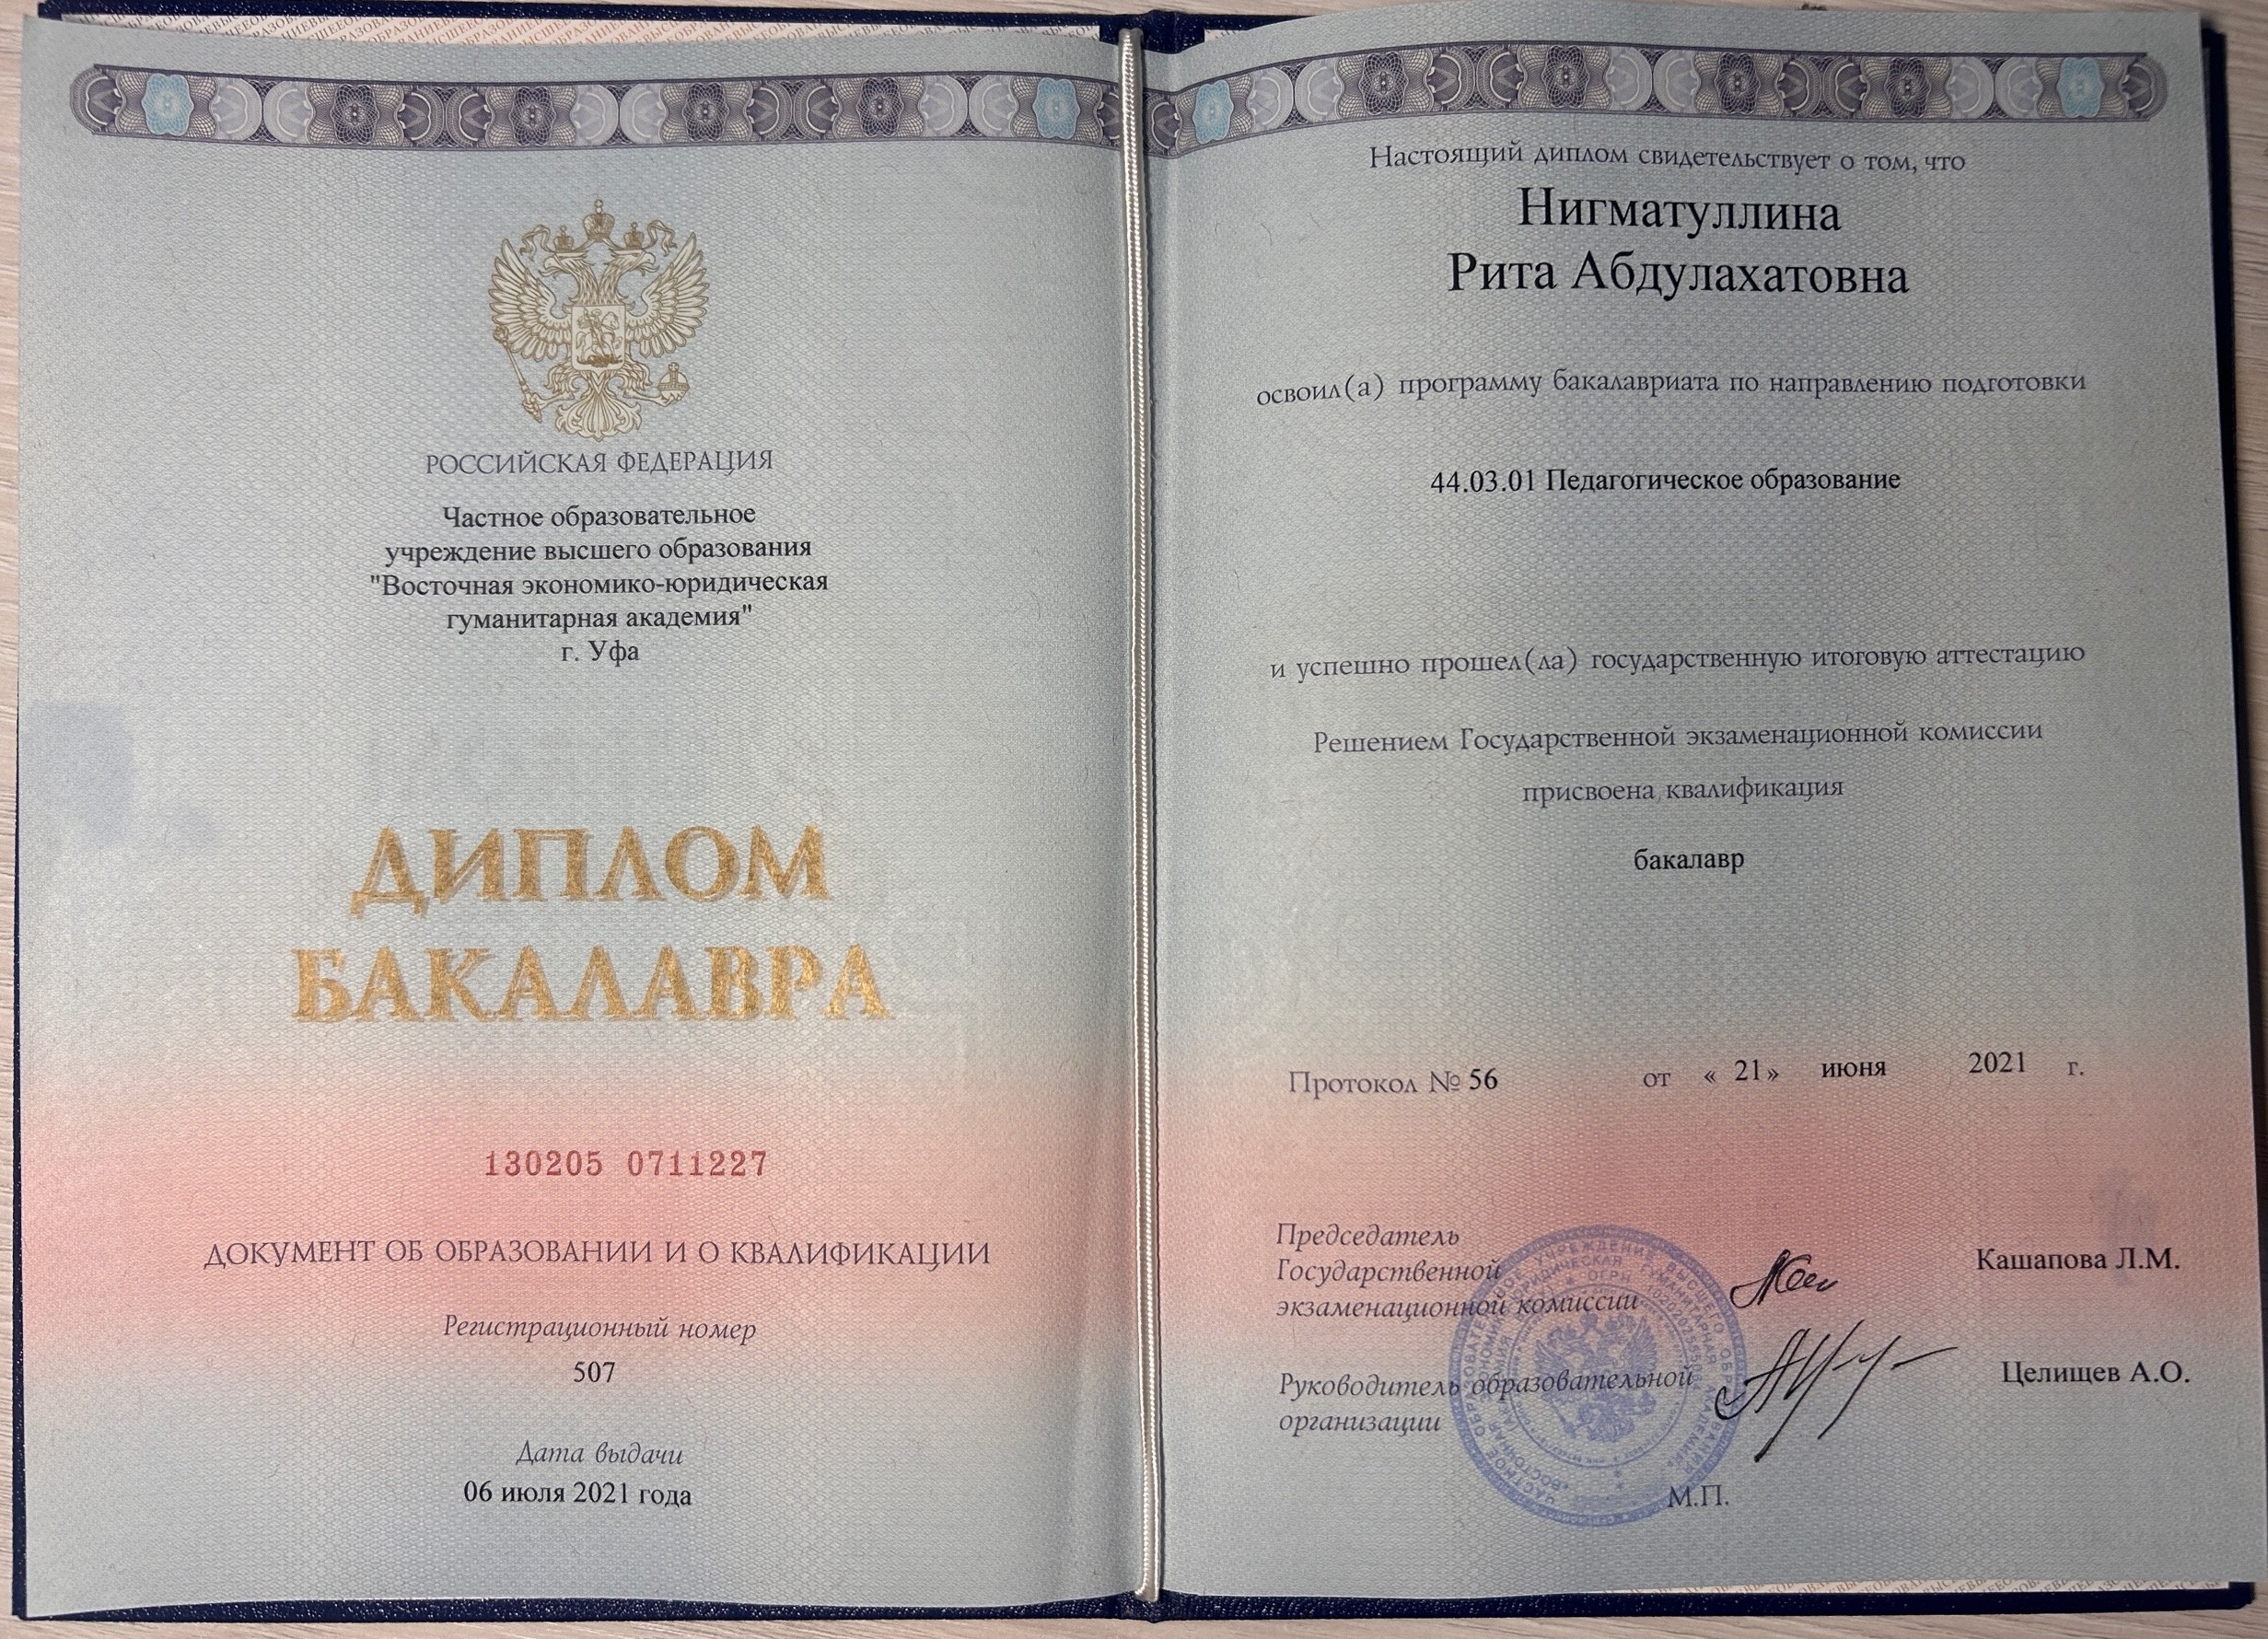 РОССИЙСКАЯ ФЕДЕРАЦИЯ
Частное образовательное
учреждение высшего образования
"Восточная экономико-юридическая
гуманитарная академия"
г. Уфа
ДИПЛОМ
БАКАЛАВРА
130205 0711227
ДОКУМЕНТ ОБ ОБРАЗОВАНИИ И О КВАЛИФИКАЦИИ
Регистрационный номер
507
Дата выдачи
06 июля 2021 года
Настоящий диплом свидетельствует о том, что
Нигматуллина
Рита Абдулахатовна
освоил(а) программу бакалавриата по направлению подготовки
44.03.01 Педагогическое образование
и успешно прошел(ла) государственную итоговую аттестацию
Решением Государственной экзаменационной комиссии
присвоена квалификация
бакалавр
Протокол № 56 от « 21» июня 2021 г.
Председатель
Государственной
экзаменационной комиссии
Кашапова Л.М.
Руководитель образовательной
организации
Целищев А.О.
М.П.